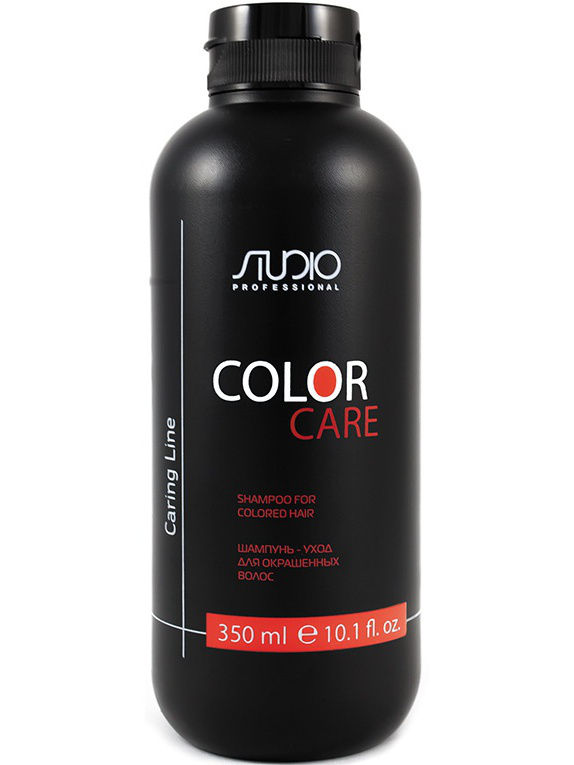 STUDIO
PROFESSIONAL
COLOR
CARE
Caring Line
SHAMPOO FOR
COLORED HAIR
ШАМПУНЬ - УХОД
ДЛЯ ОКРАШЕННЫХ
ВОЛОС
350 ml ℮ 10.1 fl. oz.